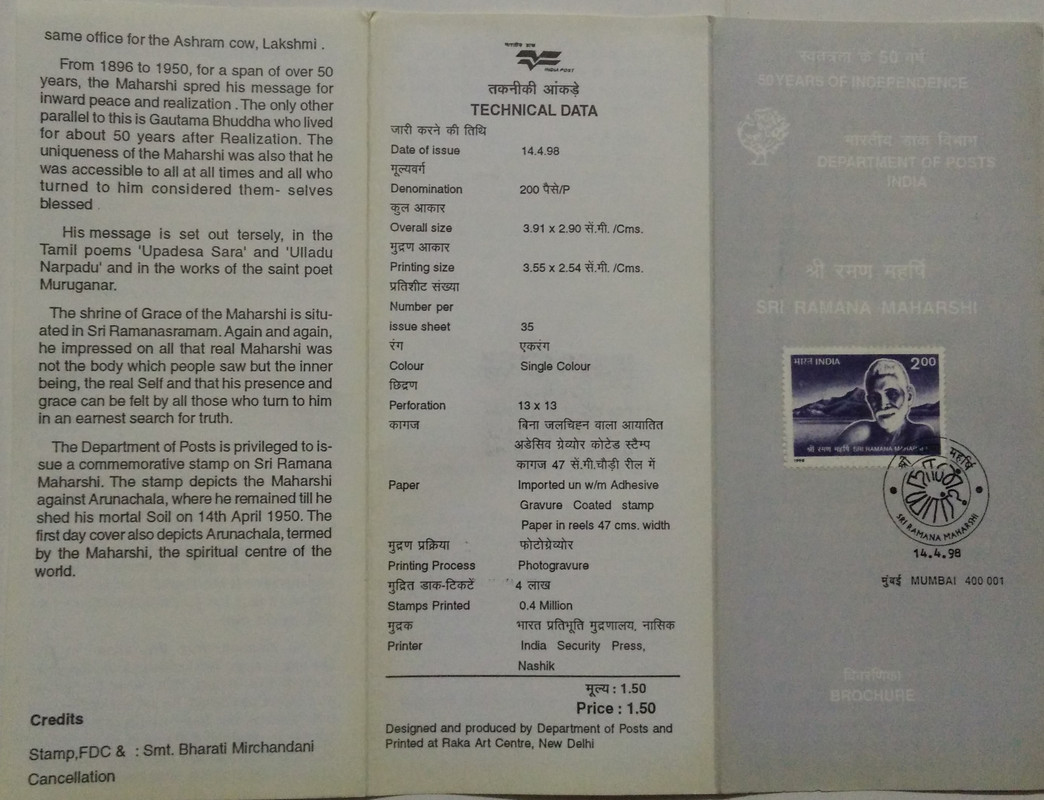 same office for the Ashram cow, Lakshmi .
From 1896 to 1950, for a span of over 50
years, the Maharshi spred his message for
inward peace and realization . The only other
parallel to this is Gautama Bhuddha who lived
for about 50 years after Realization. The
uniqueness of the Maharshi was also that he
was accessible to all at all times and all who
turned to him considered them- selves
blessed .
His message is set out tersely, in the
Tamil poems 'Upadesa Sara' and 'Ulladu
Narpadu' and in the works of the saint poet
Muruganar.
The shrine of Grace of the Maharshi is situ-
ated in Sri Ramanasramam. Again and again,
he impressed on all that real Maharshi was
not the body which people saw but the inner
being, the real Self and that his presence and
grace can be felt by all those who turn to him
in an earnest search for truth.
The Department of Posts is privileged to is-
sue a commemorative stamp on Sri Ramana
Maharshi. The stamp depicts the Maharshi
against Arunachala, where he remained till he
shed his mortal Soil on 14th April 1950. The
first day cover also depicts Arunachala, termed
by the Maharshi, the spiritual centre of the
world.
Credits
Stamp,FDC & : Smt. Bharati Mirchandani
Cancellation
भारतीय डाक
INDIA POST
तकनीकी आंकड़े
TECHNICAL DATA
जारी करने की तिथि
Date of issue 14.4.98
मूल्यवर्ग
Denomination 200 पैसे/P
कुल आकार
Overall size 3.91 x 2.90 सें.गी. /Cms.
मुद्रण आकार
Printing size 3.55 x 2.54 सें.गी. /Cms.
प्रतिशीट संख्या
Number per
issue sheet 35
रंग एकरंग
Colour Single Colour
छिद्रण
Perforation 13 x 13
कागज बिना जलचिहन वाला आयातित
अडेसिव ग्रेव्योर कोटेड स्टैम्प
कागज 47 सें.गी.चौड़ी रील में
Paper Imported un w/m Adhesive
Gravure Coated stamp
Paper in reels 47 cms. width
मुद्रण प्रक्रिया फोटोग्रेव्योर
Printing Process Photogravure
मुद्रित डाक-टिकटें 4 लाख
Stamps Printed 0.4 Million
मुद्रक भारत प्रतिभूति मुद्रणालय, नासिक
Printer India Security Press,
Nashik
मूल्य : 1.50
Price : 1.50
Designed and produced by Department of Posts and
Printed at Raka Art Centre, New Delhi
स्वतंत्रता के 50 वर्ष
50 YEARS OF INDEPENDENCE
भारतीय डाक विभाग
DEPARTMENT OF POSTS
INDIA
श्री रमण महर्षि
SRI RAMANA MAHARSHI
भारत INDIA 2.00
श्री रमण महर्षि SRI RAMANA MAHARSHI
1998
श्री रमण महर्षि
SRI RAMANA MAHARSHI
14.4.98
मुंबई MUMBAI 400 001
विवरणिका
BROCHURE